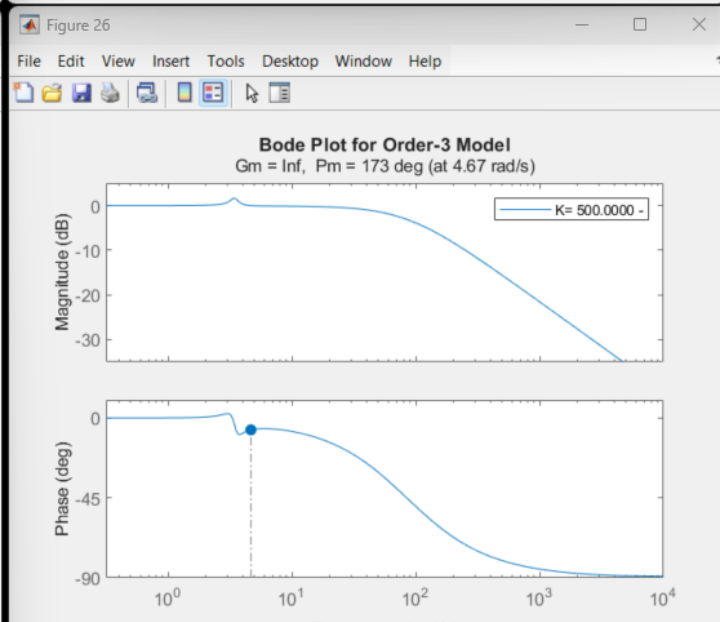 Figure 26
File Edit View Insert Tools Desktop Window Help
Bode Plot for Order-3 Model
Gm = Inf, Pm = 173 deg (at 4.67 rad/s)
Magnitude (dB)
0
-10
-20
-30
K= 500.0000 -
Phase (deg)
0
-45
-90
10⁰ 10¹ 10² 10³ 10⁴